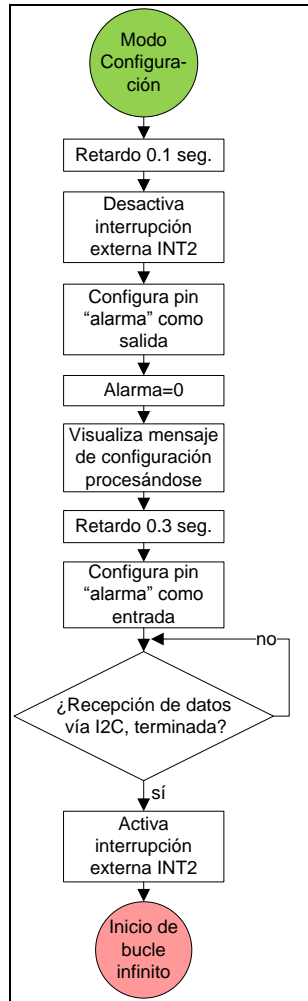 Modo
Configura-
ción
Retardo 0.1 seg.
Desactiva
interrupción
externa INT2
Configura pin
“alarma” como
salida
Alarma=0
Visualiza mensaje
de configuración
procesándose
Retardo 0.3 seg.
Configura pin
“alarma” como
entrada
no
¿Recepción de datos
vía I2C, terminada?
sí
Activa
interrupción
externa INT2
Inicio de
bucle
infinito